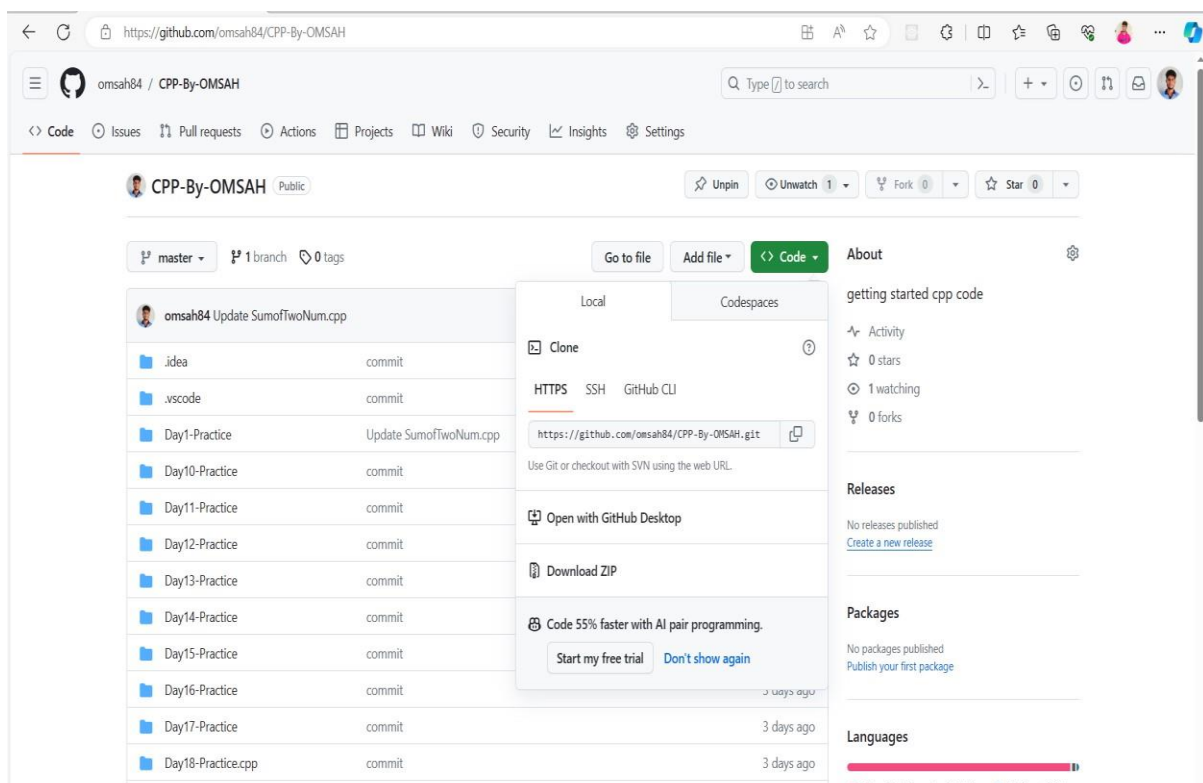 https://github.com/omsah84/CPP-By-OMSAH
omsah84 / CPP-By-OMSAH
Type / to search
Code Issues Pull requests Actions Projects Wiki Security Insights Settings
CPP-By-OMSAH Public
Unpin Unwatch 1 Fork 0 Star 0
master 1 branch 0 tags
Go to file Add file <> Code
omsah84 Update SumofTwoNum.cpp
.idea commit
.vscode commit
Day1-Practice Update SumofTwoNum.cpp
Day10-Practice commit
Day11-Practice commit
Day12-Practice commit
Day13-Practice commit
Day14-Practice commit
Day15-Practice commit
Day16-Practice commit 3 days ago
Day17-Practice commit 3 days ago
Day18-Practice.cpp commit 3 days ago
Local Codespaces
Clone
HTTPS SSH GitHub CLI
https://github.com/omsah84/CPP-By-OMSAH.git
Use Git or checkout with SVN using the web URL.
Open with GitHub Desktop
Download ZIP
Code 55% faster with AI pair programming.
Start my free trial Don't show again
About
getting started cpp code
Activity
0 stars
1 watching
0 forks
Releases
No releases published
Create a new release
Packages
No packages published
Publish your first package
Languages